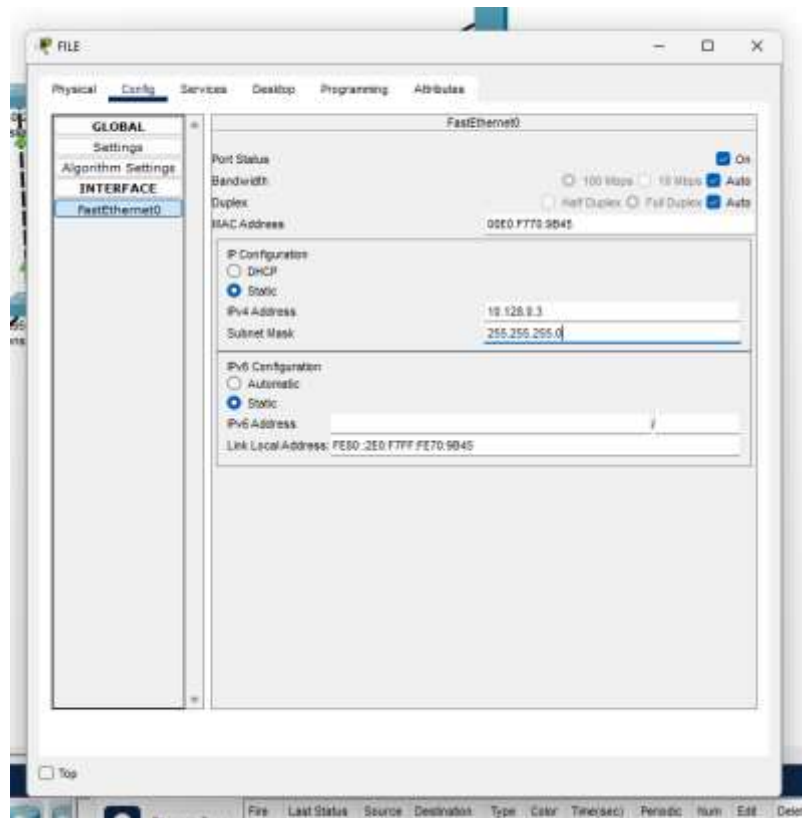 FILE
Physical Config Services Desktop Programming Attributes
GLOBAL
Settings
Algorithm Settings
INTERFACE
FastEthernet0
FastEthernet0
Port Status On
Bandwidth 100 Mbps 10 Mbps Auto
Duplex Half Duplex Full Duplex Auto
MAC Address 00E0.F770.9B45
IP Configuration
DHCP
Static
IPv4 Address 10.128.0.3
Subnet Mask 255.255.255.0
IPv6 Configuration
Automatic
Static
IPv6 Address /
Link Local Address: FE80::2E0:F7FF:FE70:9B45
Top
Fire Last Status Source Destination Type Color Time(sec) Periodic Num Edit